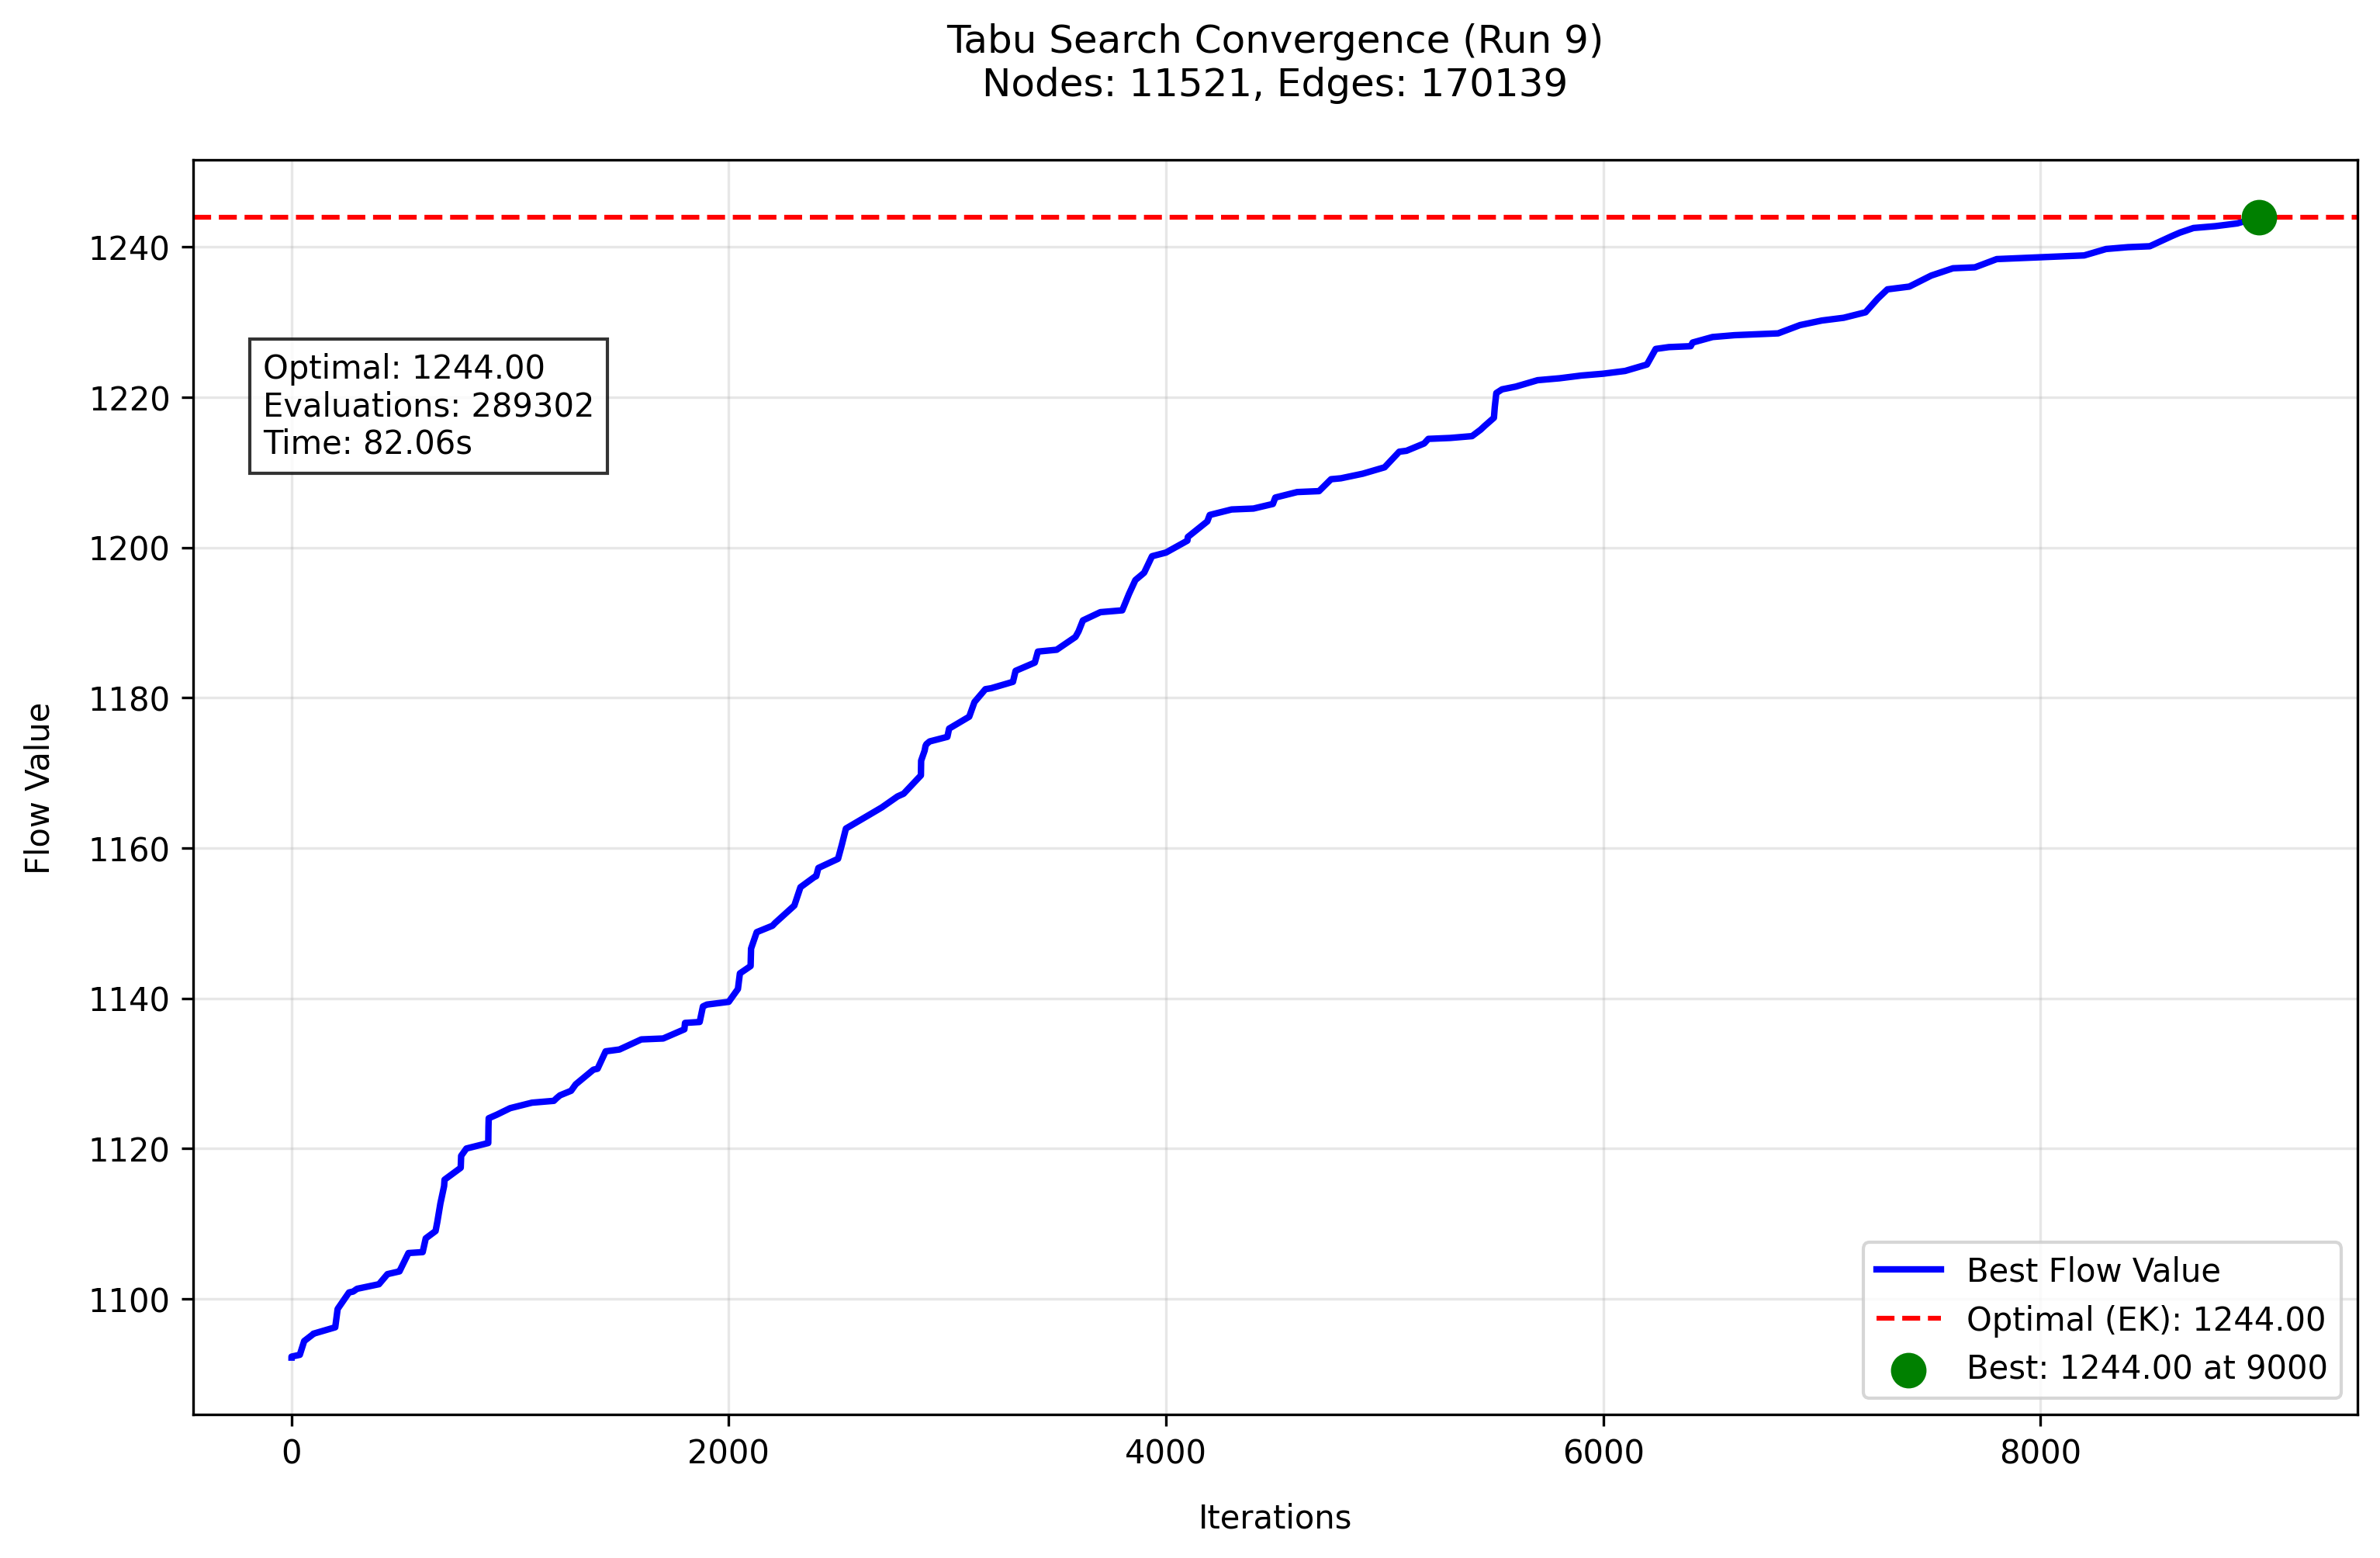 Tabu Search Convergence (Run 9)
Nodes: 11521, Edges: 170139
1240
1220
1200
1180
1160
1140
1120
1100
Flow Value
Optimal: 1244.00
Evaluations: 289302
Time: 82.06s
Best Flow Value
Optimal (EK): 1244.00
Best: 1244.00 at 9000
0 2000 4000 6000 8000
Iterations